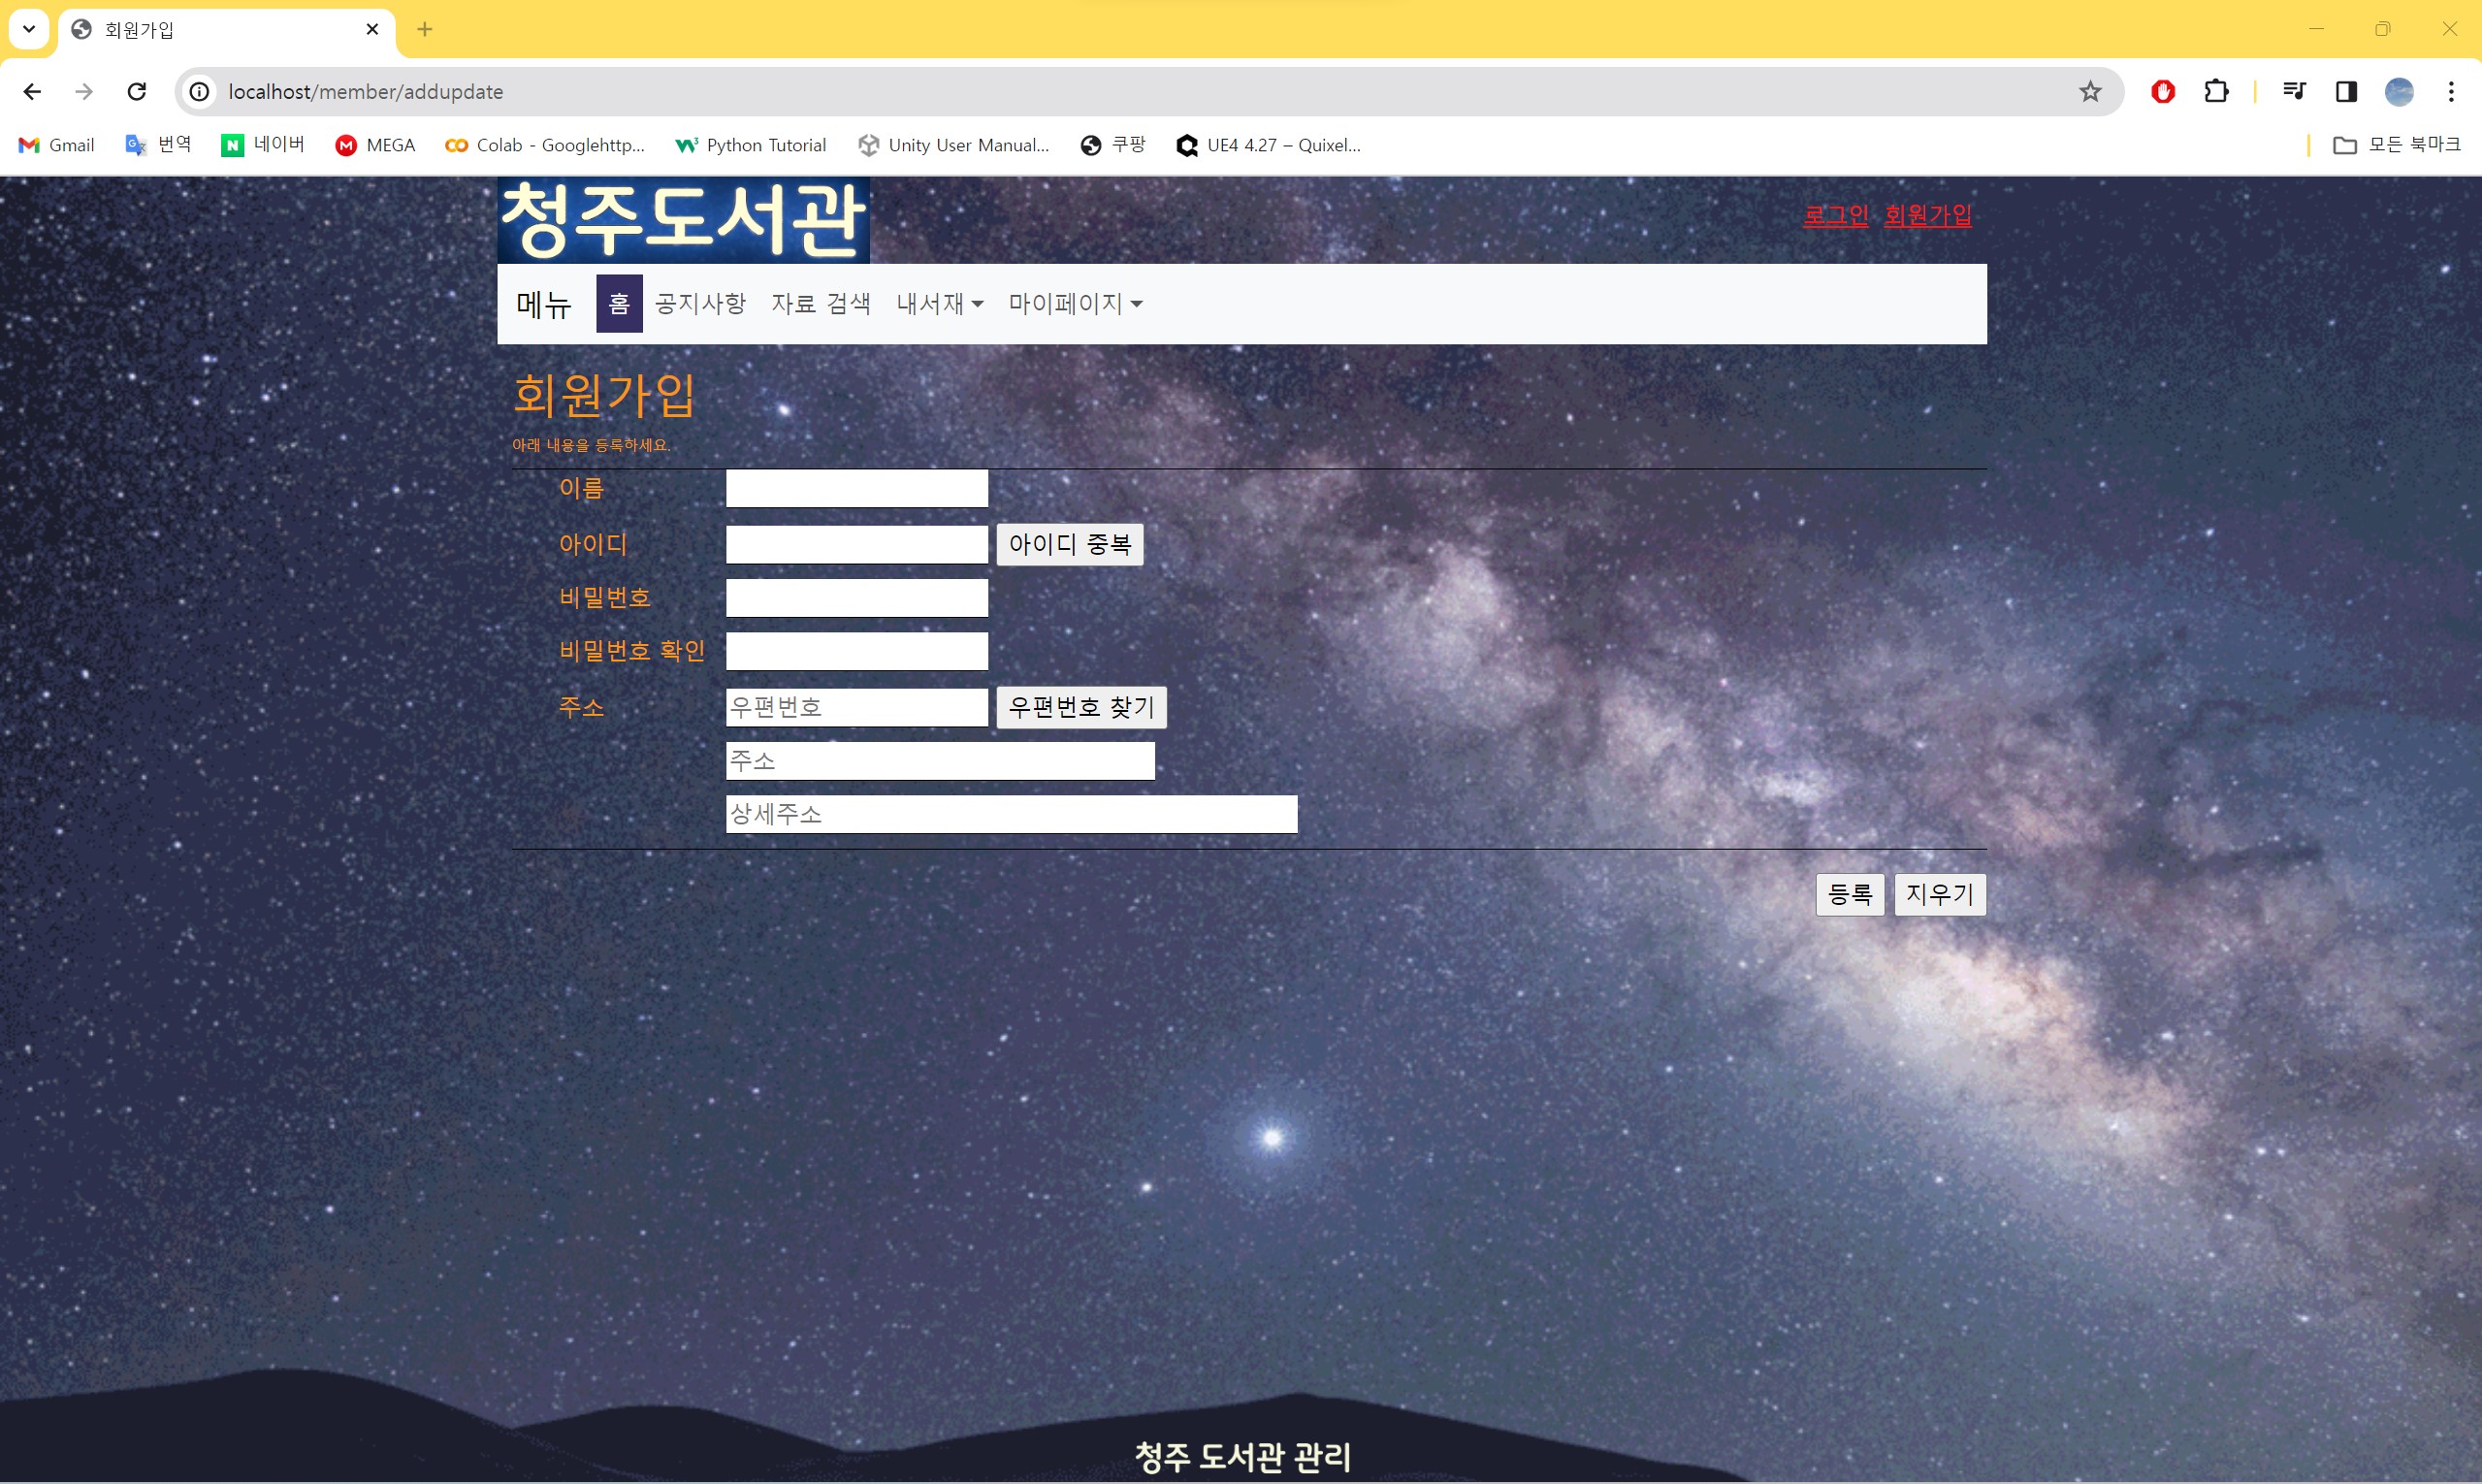 회원가입
localhost/member/addupdate
Gmail 번역 네이버 MEGA Colab - Googlehttp... Python Tutorial Unity User Manual... 쿠팡 UE4 4.27 – Quixel... 모든 북마크
청주도서관
로그인 회원가입
메뉴 홈 공지사항 자료 검색 내서재 마이페이지
회원가입
아래 내용을 등록하세요.
이름
아이디 아이디 중복
비밀번호
비밀번호 확인
주소 우편번호 우편번호 찾기
주소
상세주소
등록 지우기
청주 도서관 관리